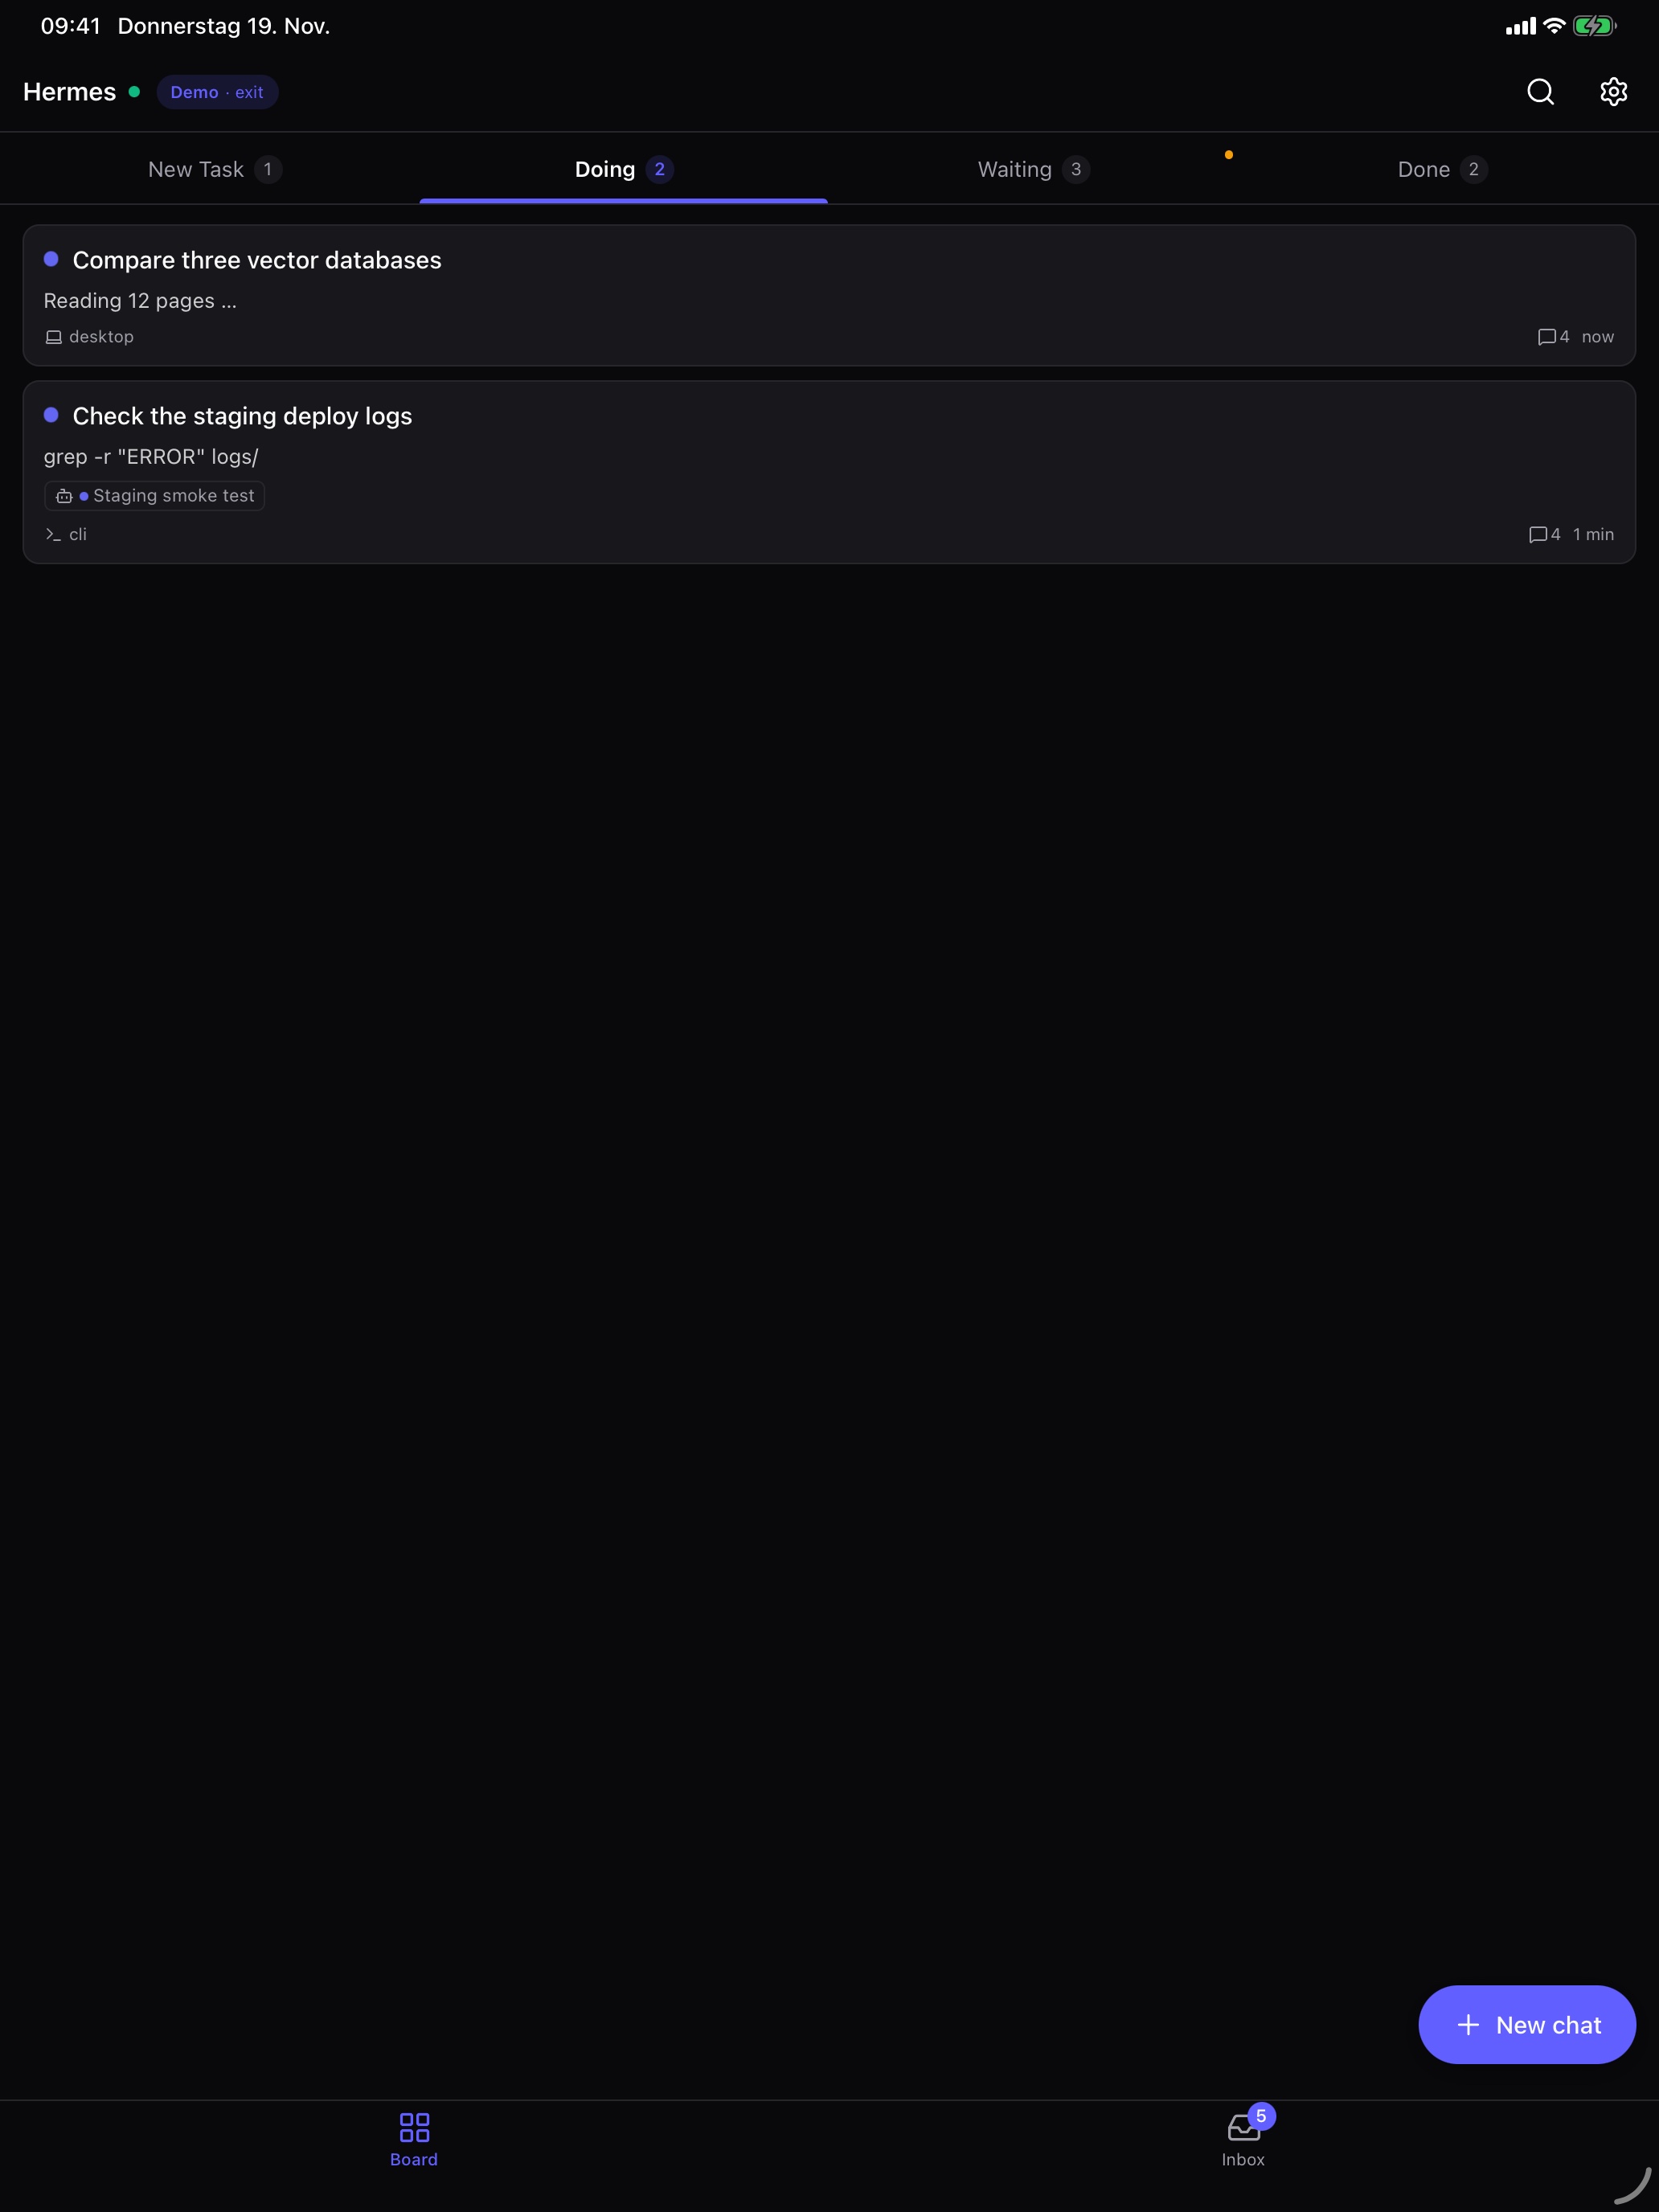 09:41 Donnerstag 19. Nov.
Hermes Demo · exit
New Task 1 Doing 2 Waiting 3 Done 2
Compare three vector databases
Reading 12 pages ...
desktop 4 now
Check the staging deploy logs
grep -r "ERROR" logs/
Staging smoke test
cli 4 1 min
New chat
5
Board Inbox